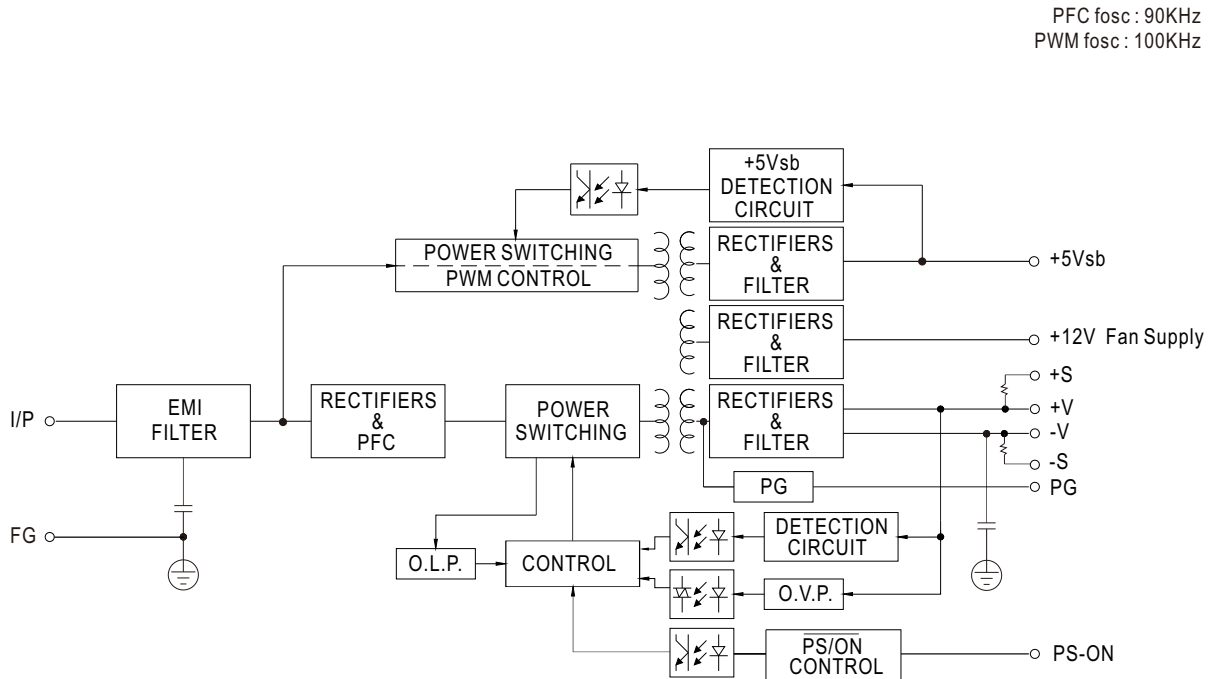 PFC fosc : 90KHz
PWM fosc : 100KHz
+5Vsb
DETECTION
CIRCUIT
POWER SWITCHING
PWM CONTROL
RECTIFIERS
&
FILTER
+5Vsb
RECTIFIERS
&
FILTER
+12V Fan Supply
I/P
EMI
FILTER
RECTIFIERS
&
PFC
POWER
SWITCHING
RECTIFIERS
&
FILTER
+S
+V
-V
-S
PG
PG
FG
O.L.P.
CONTROL
DETECTION
CIRCUIT
O.V.P.
PS/ON
CONTROL
PS-ON